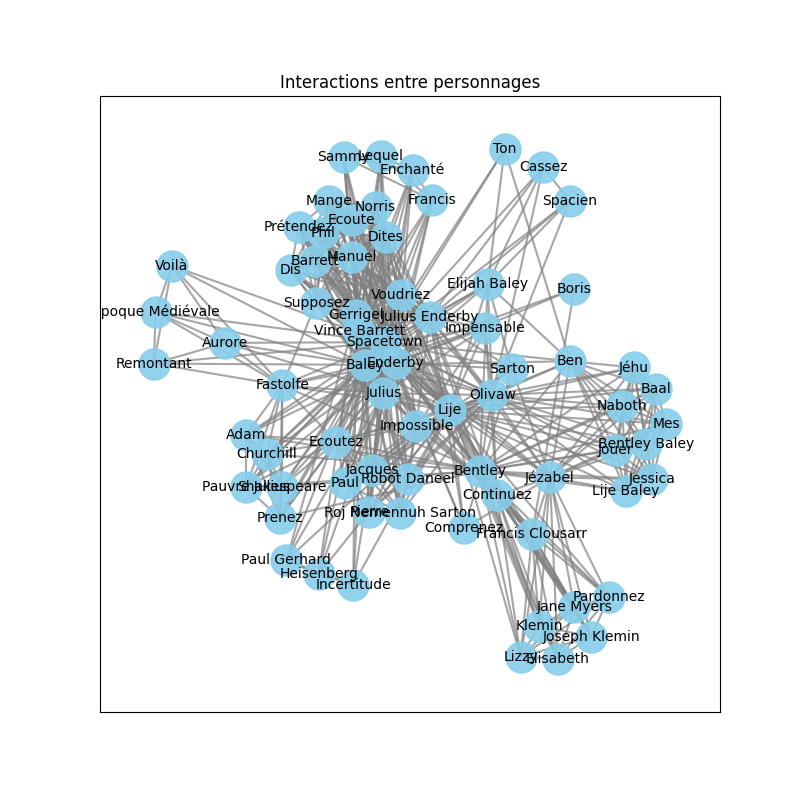 Interactions entre personnages
Ton
Sammy
Lequel
Cassez
Enchanté
Mange
Francis
Spacien
Norris
Ecoute
Prétendez
Phil
Dites
Manuel
Barrett
Voilà
Dis
Elijah Baley
Boris
Voudriez
Supposez
poque Médiévale
Gerrigel
Julius Enderby
Impensable
Vince Barrett
Aurore
Spacetown
Remontant
Baley
Enderby
Ben
Sarton
Jéhu
Fastolfe
Julius
Olivaw
Baal
Naboth
Lije
Impossible
Mes
Adam
Ecoutez
Bentley Baley
Churchill
Jouer
Jacques
Bentley
Robot Daneel
Jézabel
Jessica
Pauvre Julius
Shakespeare
Paul
Lije Baley
Continuez
Prenez
Roj Nemennuh Sarton
Pierre
Comprenez
Francis Clousarr
Paul Gerhard
Heisenberg
Incertitude
Pardonnez
Jane Myers
Klemin
Joseph Klemin
Lizzy
Elisabeth